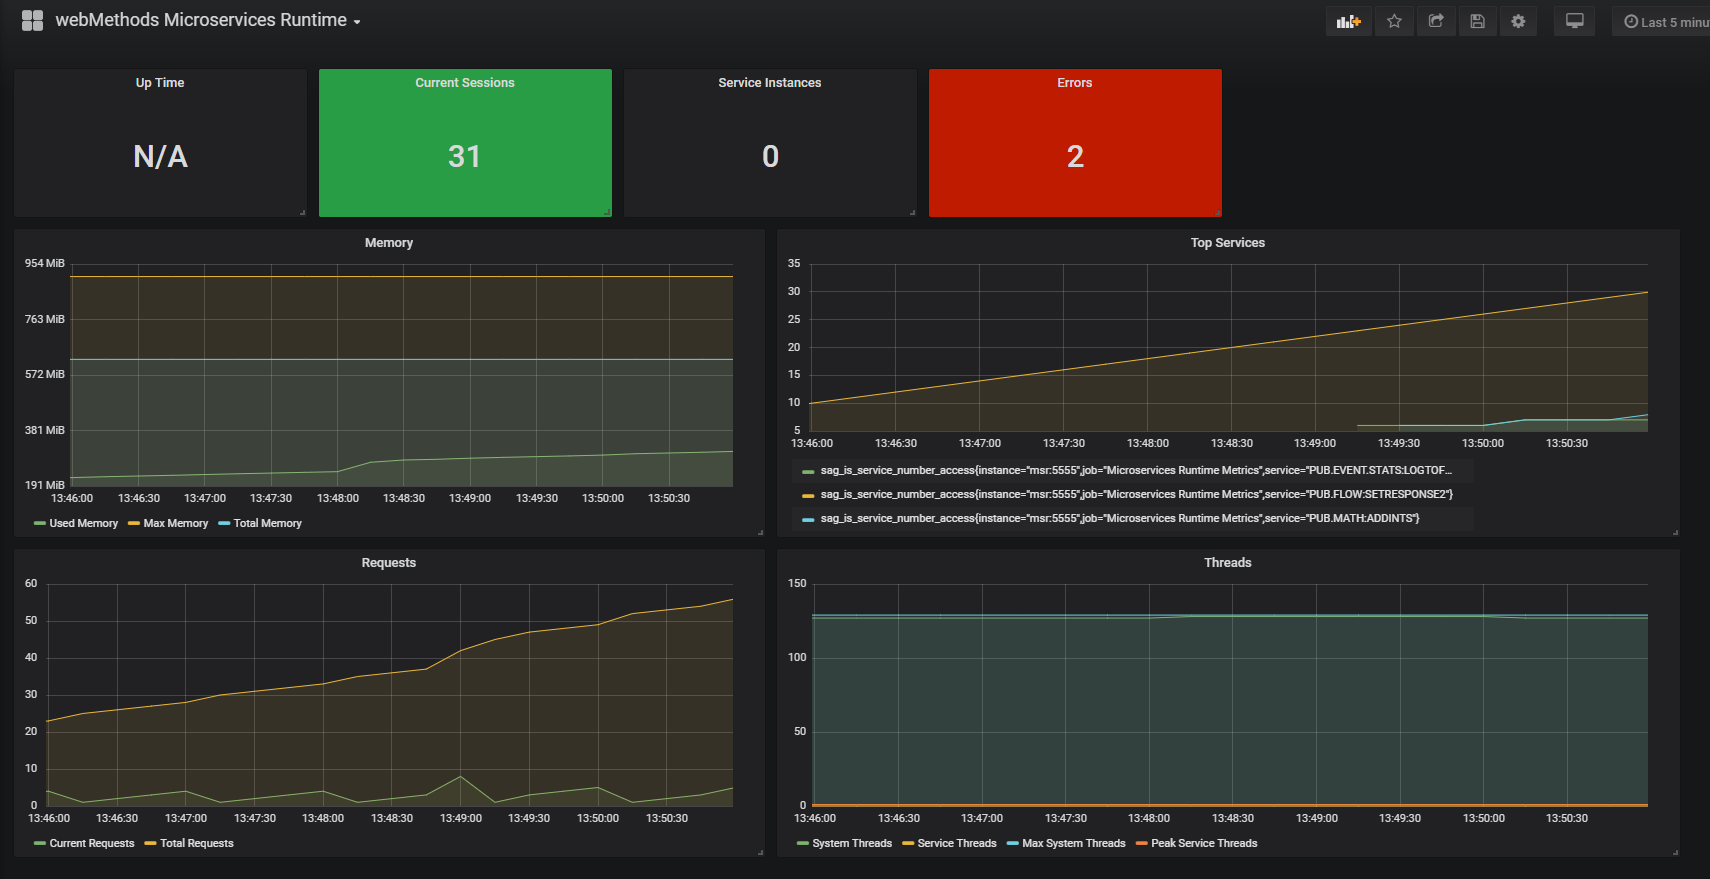 webMethods Microservices Runtime
Last 5 minu
Up Time
N/A
Current Sessions
31
Service Instances
0
Errors
2
Memory
954 MiB
763 MiB
572 MiB
381 MiB
191 MiB
13:46:00 13:46:30 13:47:00 13:47:30 13:48:00 13:48:30 13:49:00 13:49:30 13:50:00 13:50:30
Used Memory Max Memory Total Memory
Top Services
35
30
25
20
15
10
5
13:46:00 13:46:30 13:47:00 13:47:30 13:48:00 13:48:30 13:49:00 13:49:30 13:50:00 13:50:30
sag_is_service_number_access{instance="msr:5555",job="Microservices Runtime Metrics",service="PUB.EVENT.STATS:LOGTOF...
sag_is_service_number_access{instance="msr:5555",job="Microservices Runtime Metrics",service="PUB.FLOW:SETRESPONSE2"}
sag_is_service_number_access{instance="msr:5555",job="Microservices Runtime Metrics",service="PUB.MATH:ADDINTS"}
Requests
60
50
40
30
20
10
0
13:46:00 13:46:30 13:47:00 13:47:30 13:48:00 13:48:30 13:49:00 13:49:30 13:50:00 13:50:30
Current Requests Total Requests
Threads
150
100
50
0
13:46:00 13:46:30 13:47:00 13:47:30 13:48:00 13:48:30 13:49:00 13:49:30 13:50:00 13:50:30
System Threads Service Threads Max System Threads Peak Service Threads